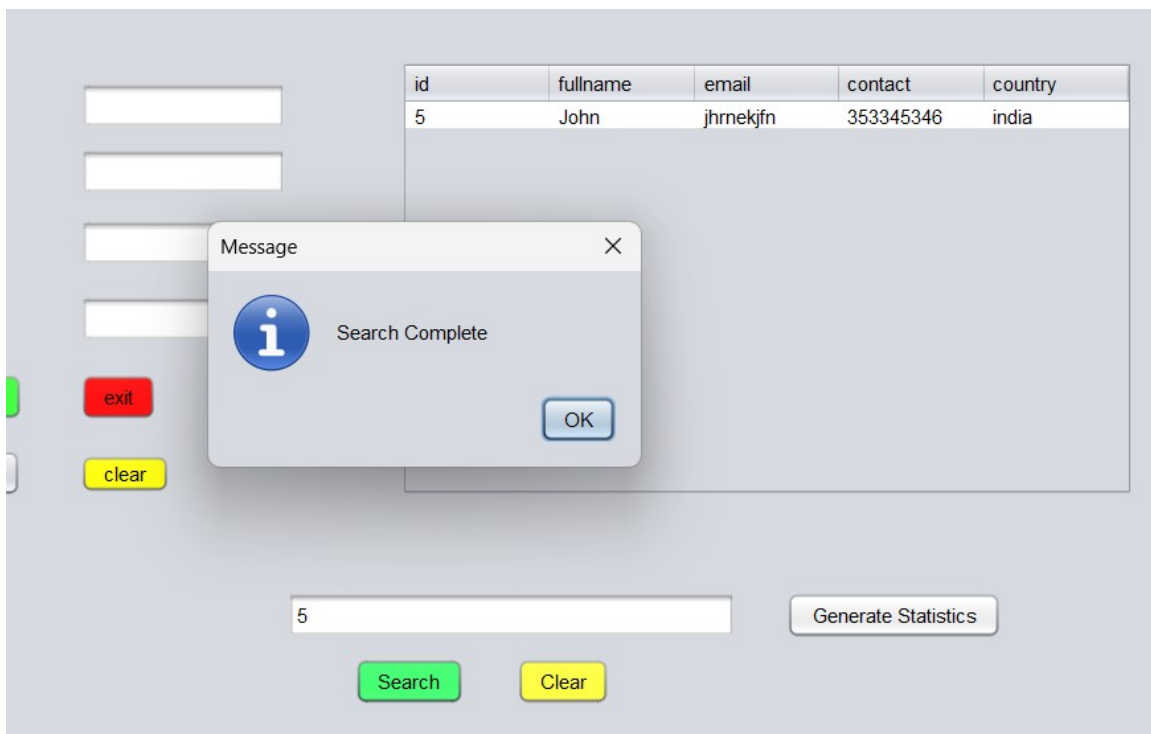 id fullname email contact country
5 John jhrnekjfn 353345346 india
Message
Search Complete
OK
exit
clear
5
Generate Statistics
Search Clear